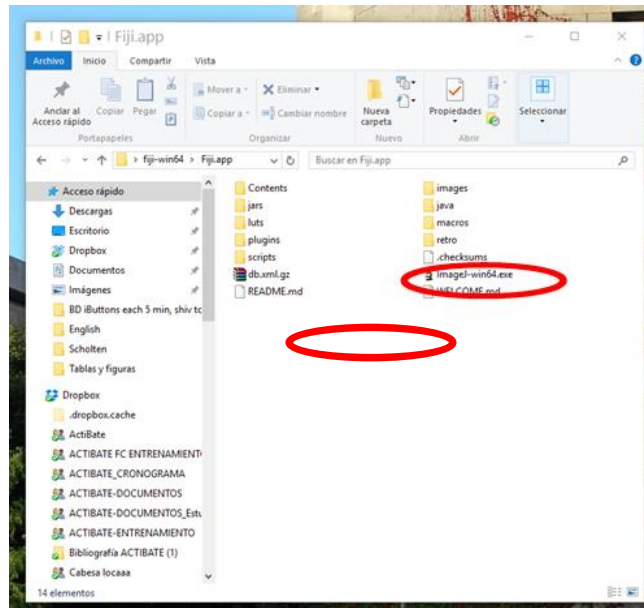 Fiji.app
Archivo Inicio Compartir Vista
Anclar al Acceso rápido
Copiar
Pegar
Mover a
Copiar a
Eliminar
Cambiar nombre
Nueva carpeta
Propiedades
Seleccionar
Portapapeles Organizar Nuevo Abrir
fiji-win64 > Fiji.app
Buscar en Fiji.app
Acceso rápido
Descargas
Escritorio
Dropbox
Documentos
Imágenes
BD iButtons each 5 min, shiv tc
English
Scholten
Tablas y figuras
Dropbox
.dropbox.cache
ActiBate
ACTIBATE FC ENTRENAMIENT
ACTIBATE_CRONOGRAMA
ACTIBATE-DOCUMENTOS
ACTIBATE-DOCUMENTOS_Estu
ACTIBATE-ENTRENAMIENTO
Bibliografía ACTIBATE (1)
Cabesa locaaa
Contents
jars
luts
plugins
scripts
db.xml.gz
README.md
images
java
macros
retro
.checksums
ImageJ-win64.exe
WELCOME.md
14 elementos